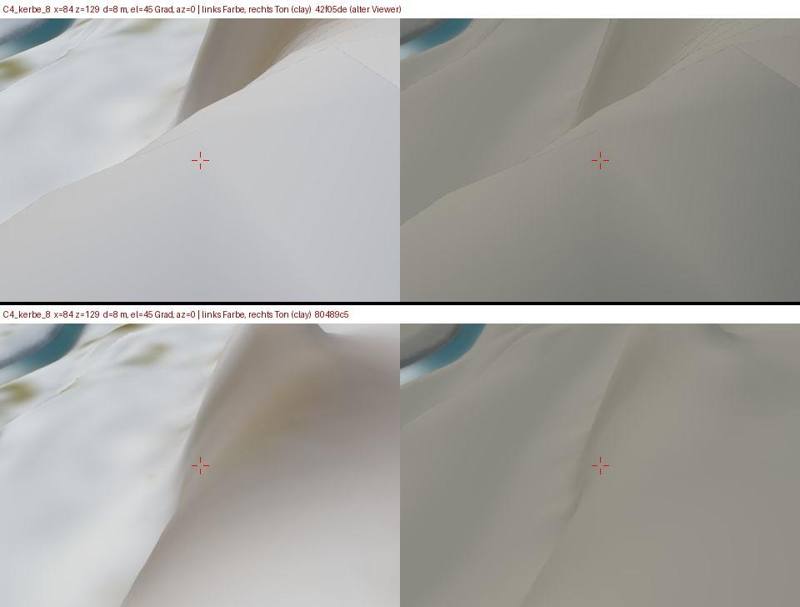 C4_kerbe_8 x=84 z=129 d=8 m, el=45 Grad, az=0 | links Farbe, rechts Ton (clay) 42f05de (alter Viewer)
C4_kerbe_8 x=84 z=129 d=8 m, el=45 Grad, az=0 | links Farbe, rechts Ton (clay) 80489c5